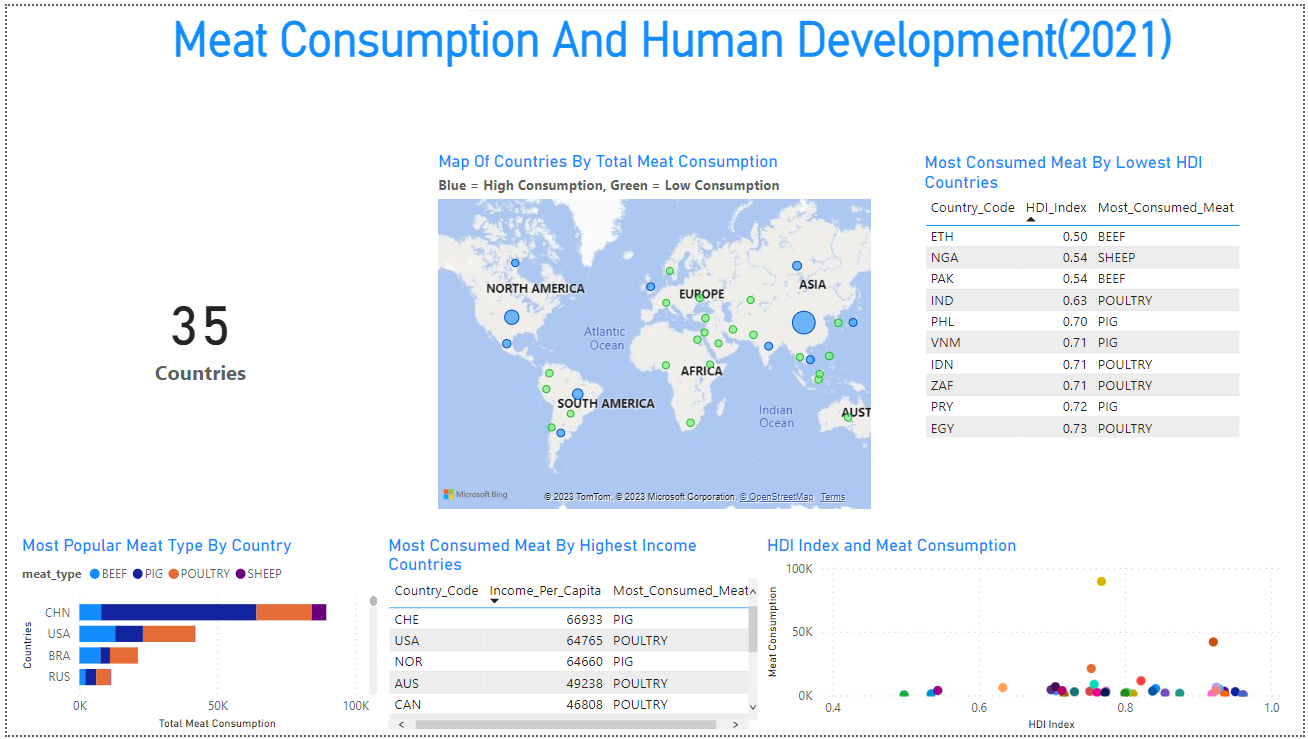 Meat Consumption And Human Development(2021)
35
Countries
Map Of Countries By Total Meat Consumption
Blue = High Consumption, Green = Low Consumption
NORTH AMERICA
EUROPE
ASIA
Atlantic
Ocean
AFRICA
SOUTH AMERICA
Indian
Ocean
AUST
Microsoft Bing
© 2023 TomTom, © 2023 Microsoft Corporation, © OpenStreetMap Terms
Most Consumed Meat By Lowest HDI
Countries
Country_Code HDI_Index Most_Consumed_Meat
ETH 0.50 BEEF
NGA 0.54 SHEEP
PAK 0.54 BEEF
IND 0.63 POULTRY
PHL 0.70 PIG
VNM 0.71 PIG
IDN 0.71 POULTRY
ZAF 0.71 POULTRY
PRY 0.72 PIG
EGY 0.73 POULTRY
Most Popular Meat Type By Country
meat_type BEEF PIG POULTRY SHEEP
Countries
CHN
USA
BRA
RUS
0K 50K 100K
Total Meat Consumption
Most Consumed Meat By Highest Income
Countries
Country_Code Income_Per_Capita Most_Consumed_Meat
CHE 66933 PIG
USA 64765 POULTRY
NOR 64660 PIG
AUS 49238 POULTRY
CAN 46808 POULTRY
HDI Index and Meat Consumption
Meat Consumption
100K
50K
0K
0.4 0.6 0.8 1.0
HDI Index